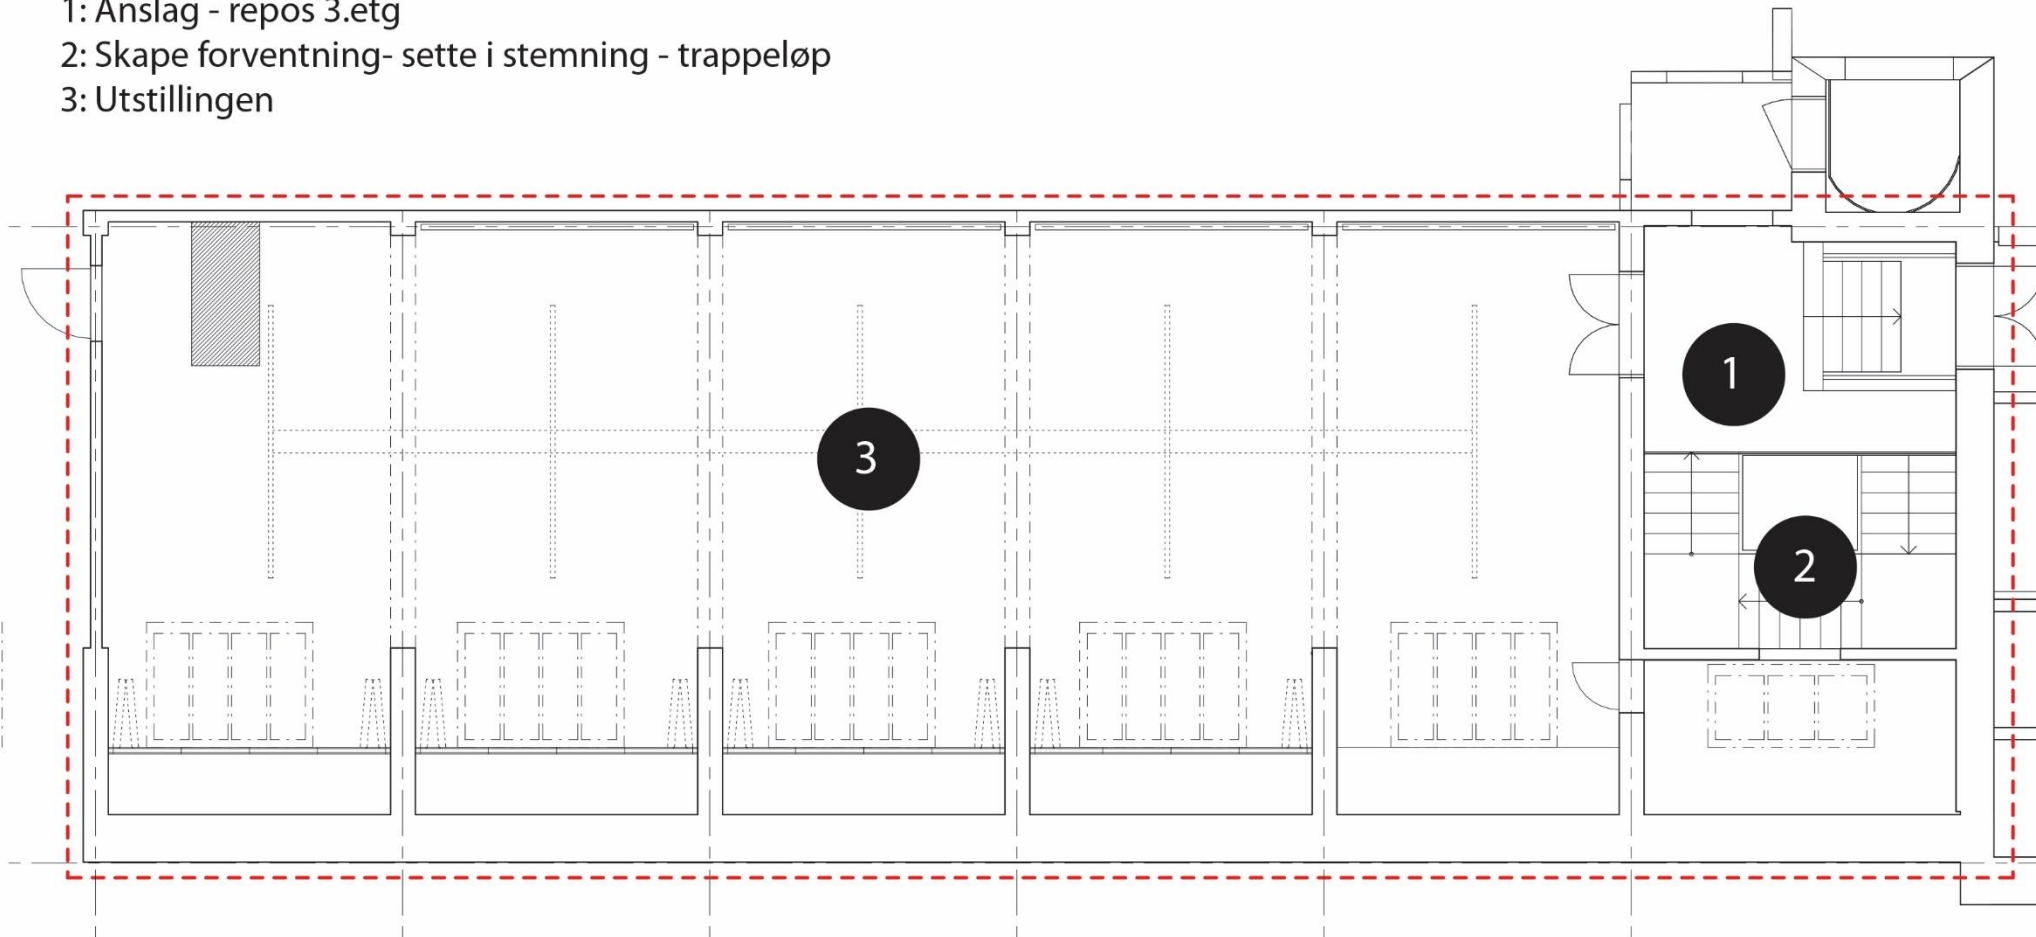 1: Anslag - repos 3.etg
2: Skape forventning- sette i stemning - trappeløp
3: Utstillingen
1
3
2